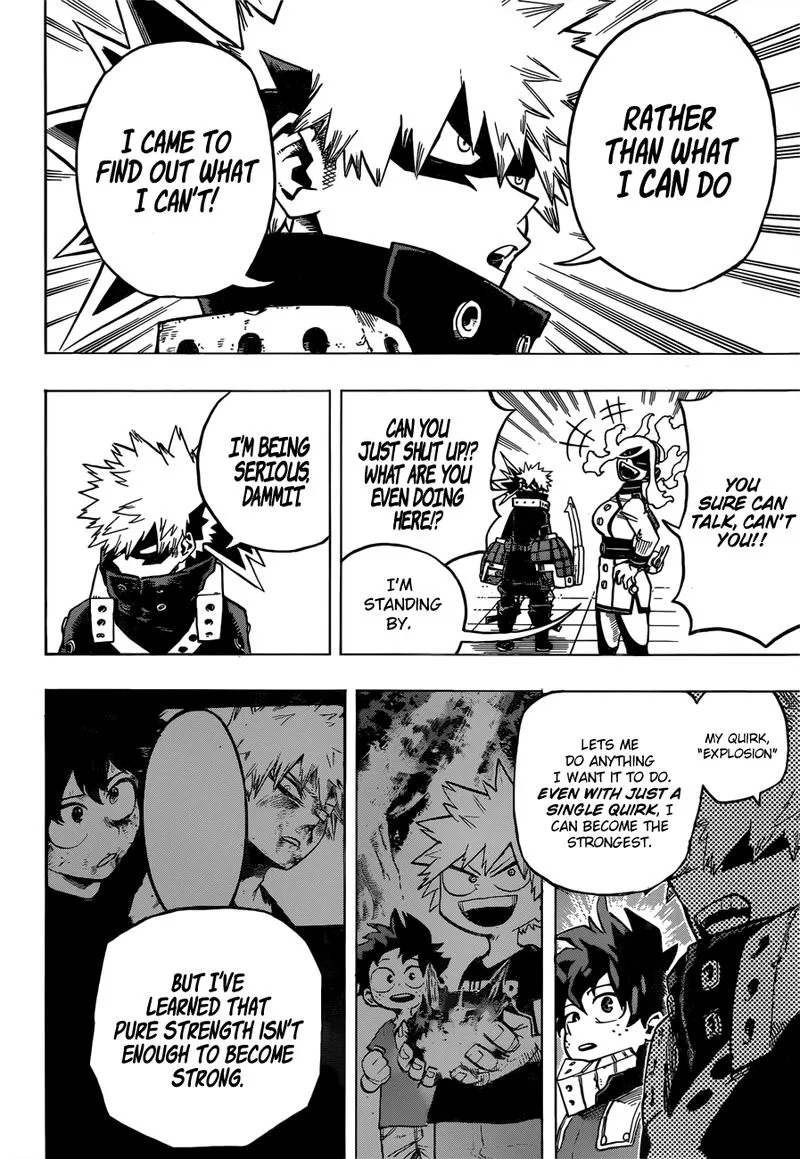 RATHER
THAN WHAT
I CAN DO
I CAME TO
FIND OUT WHAT
I CAN'T!
YOU
SURE CAN
TALK, CAN'T
YOU!!
CAN YOU
JUST SHUT UP!?
WHAT ARE YOU
EVEN DOING
HERE!?
I'M
STANDING
BY.
I'M BEING
SERIOUS,
DAMMIT.
MY QUIRK,
"EXPLOSION"
LETS ME
DO ANYTHING
I WANT IT TO DO.
EVEN WITH JUST A
SINGLE QUIRK, I
CAN BECOME THE
STRONGEST.
BUT I'VE
LEARNED THAT
PURE STRENGTH ISN'T
ENOUGH TO BECOME
STRONG.